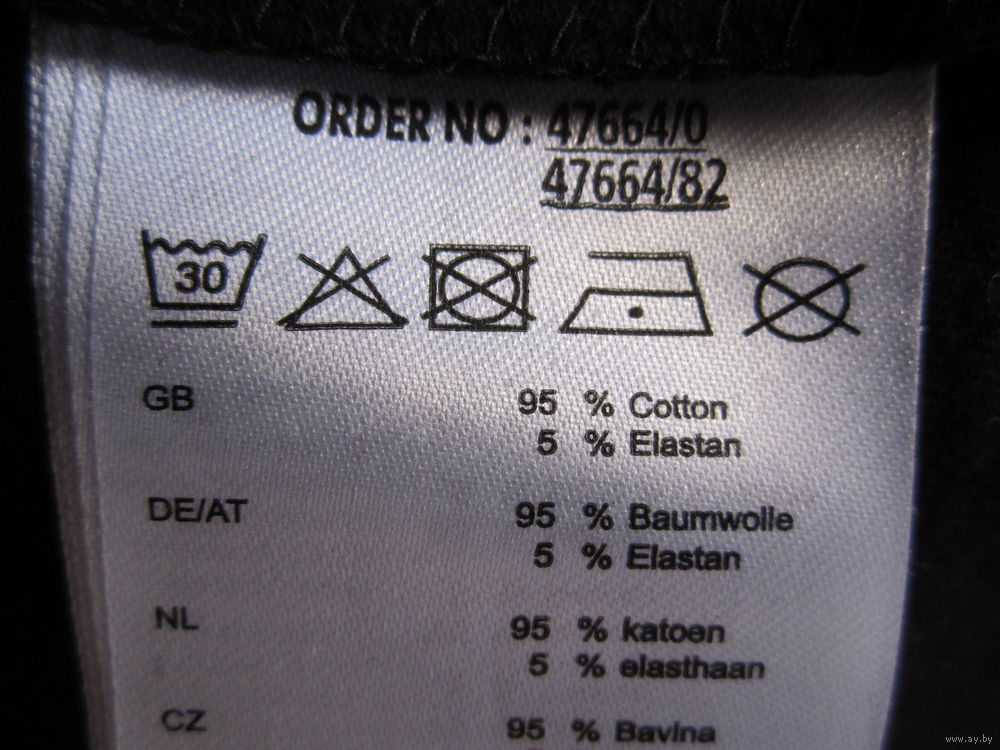 ORDER NO : 47664/0
47664/82
30
GB 95 % Cotton
5 % Elastan
DE/AT 95 % Baumwolle
5 % Elastan
NL 95 % katoen
5 % elasthaan
CZ 95 % Bavlna
www.ay.by